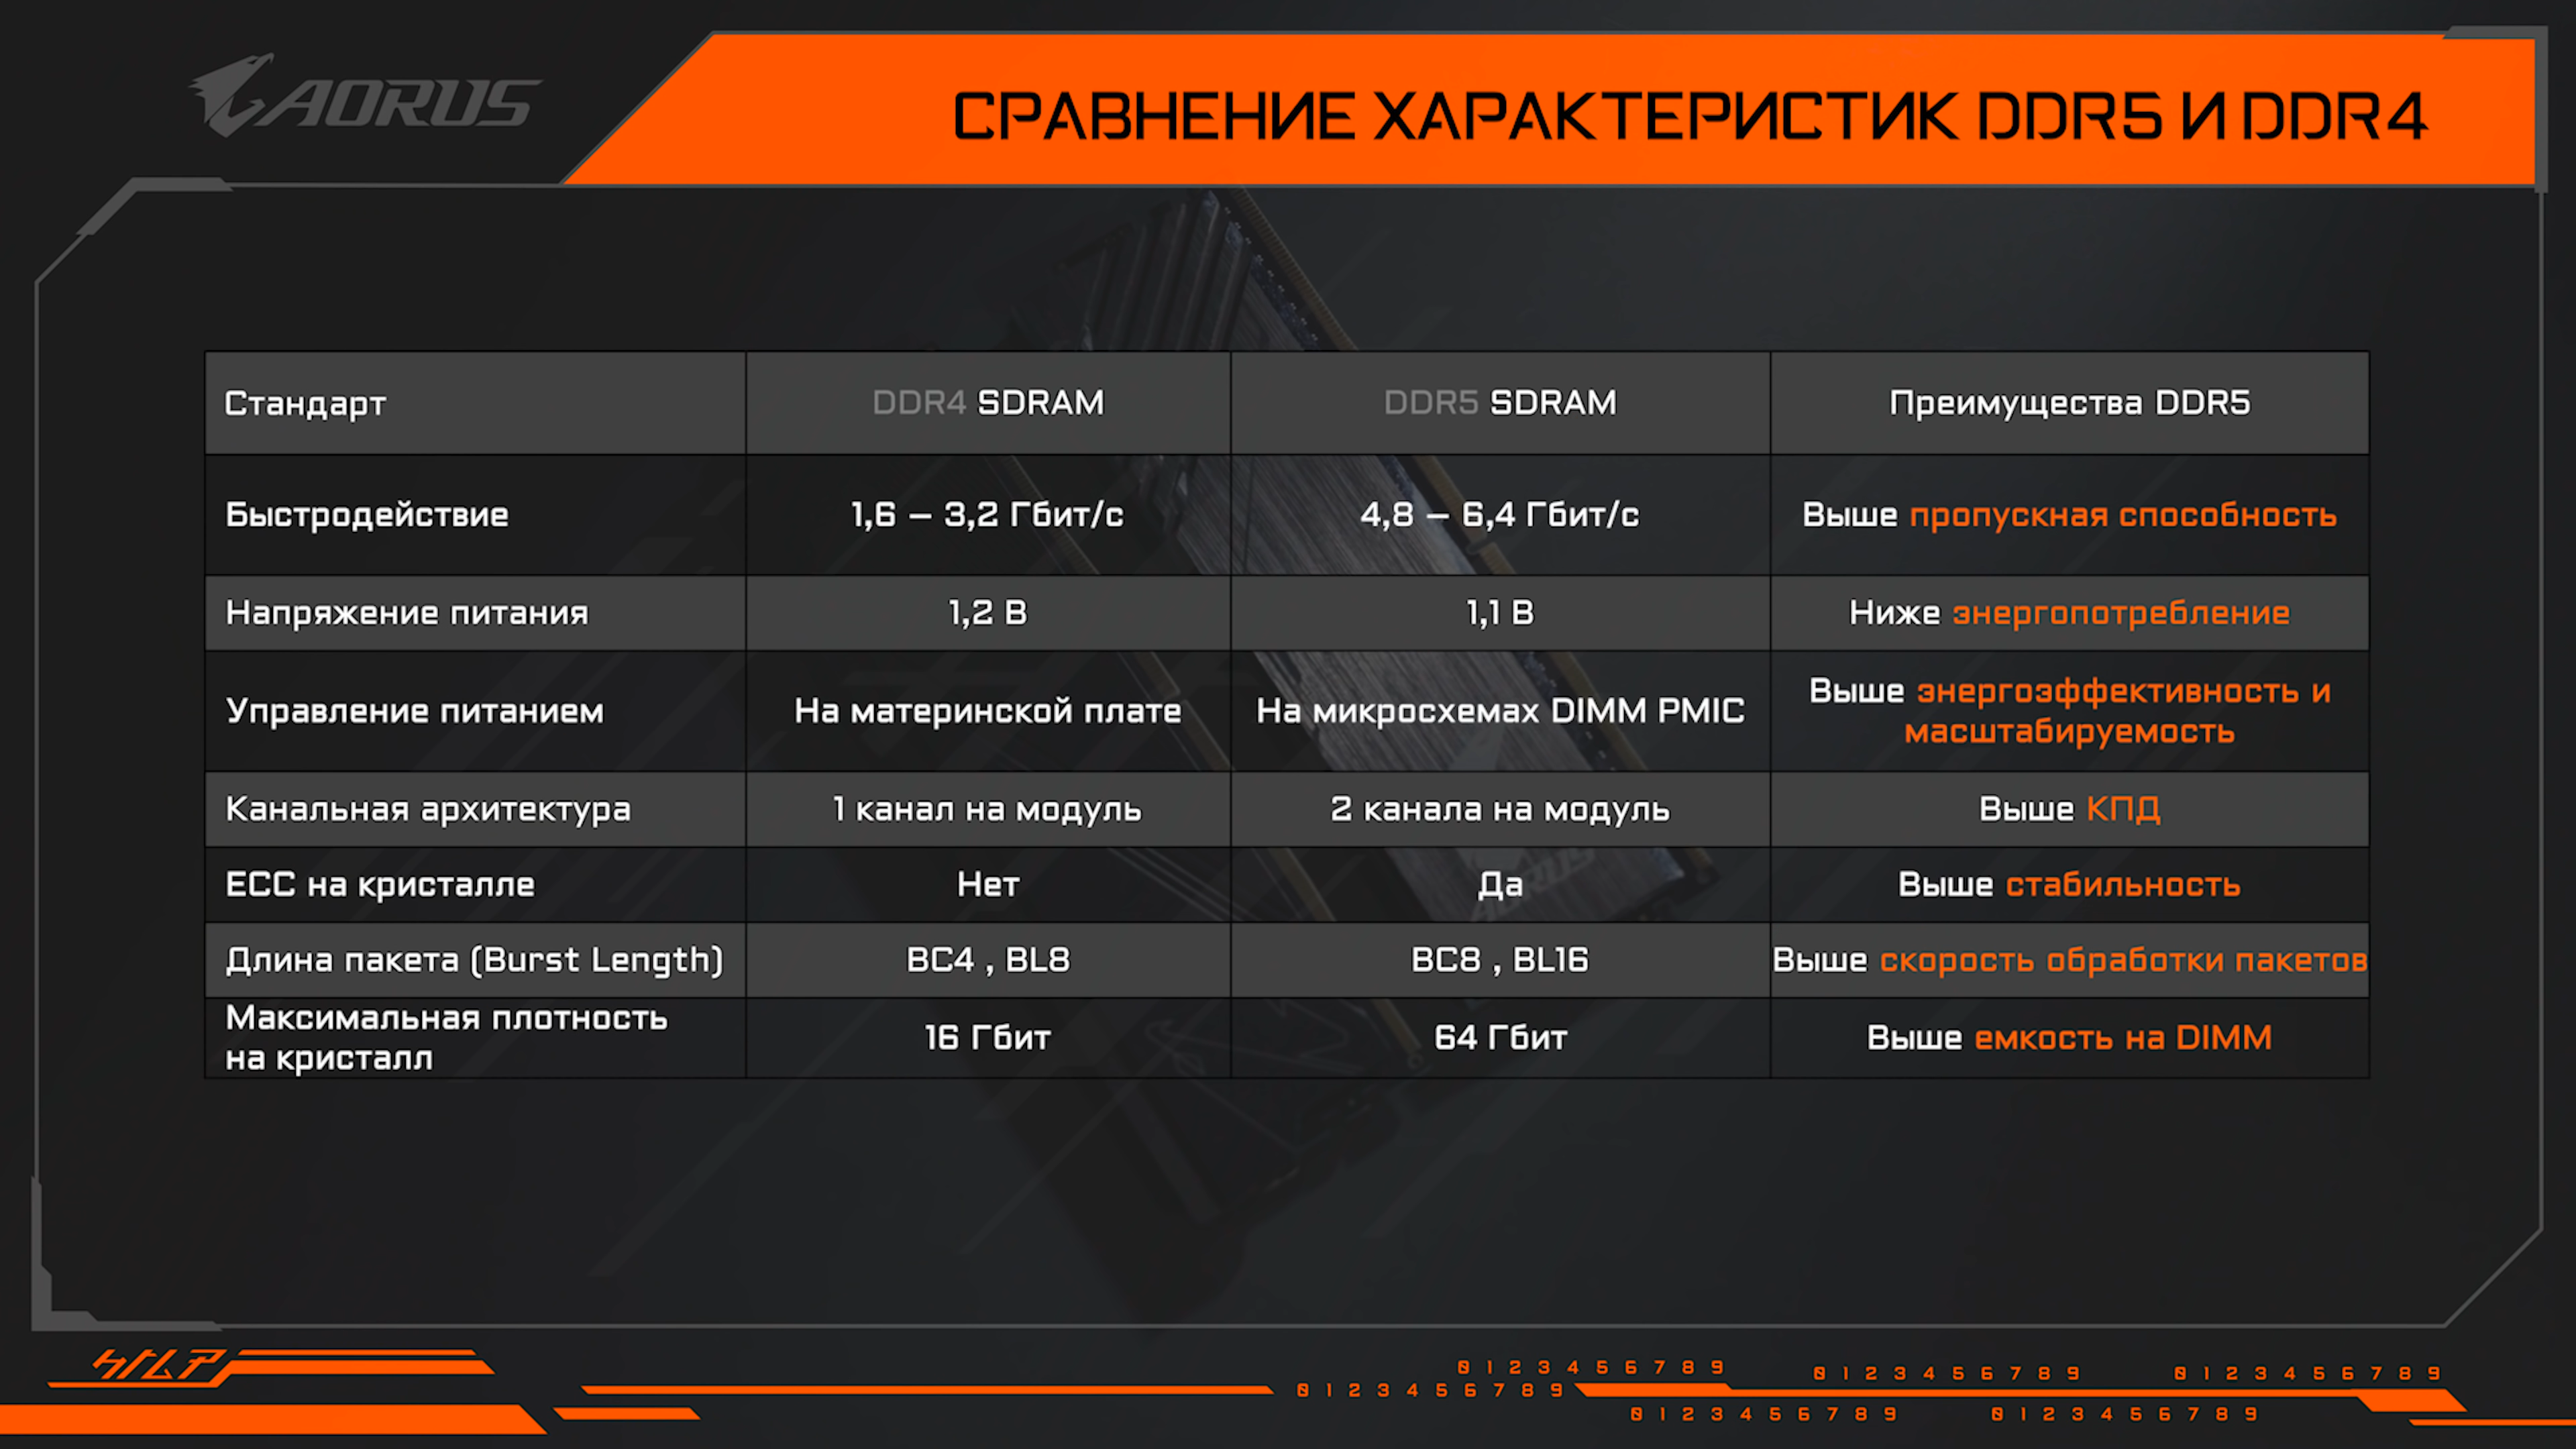 AORUS
СРАВНЕНИЕ ХАРАКТЕРИСТИК DDR5 И DDR4
Стандарт DDR4 SDRAM DDR5 SDRAM Преимущества DDR5
Быстродействие 1,6 – 3,2 Гбит/с 4,8 – 6,4 Гбит/с Выше пропускная способность
Напряжение питания 1,2 В 1,1 В Ниже энергопотребление
Управление питанием На материнской плате На микросхемах DIMM PMIC Выше энергоэффективность и
масштабируемость
Канальная архитектура 1 канал на модуль 2 канала на модуль Выше КПД
ECC на кристалле Нет Да Выше стабильность
Длина пакета (Burst Length) BC4 , BL8 BC8 , BL16 Выше скорость обработки пакетов
Максимальная плотность
на кристалл 16 Гбит 64 Гбит Выше емкость на DIMM
AORUS
0 1 2 3 4 5 6 7 8 9
0 1 2 3 4 5 6 7 8 9
0 1 2 3 4 5 6 7 8 9
0 1 2 3 4 5 6 7 8 9
0 1 2 3 4 5 6 7 8 9
0 1 2 3 4 5 6 7 8 9